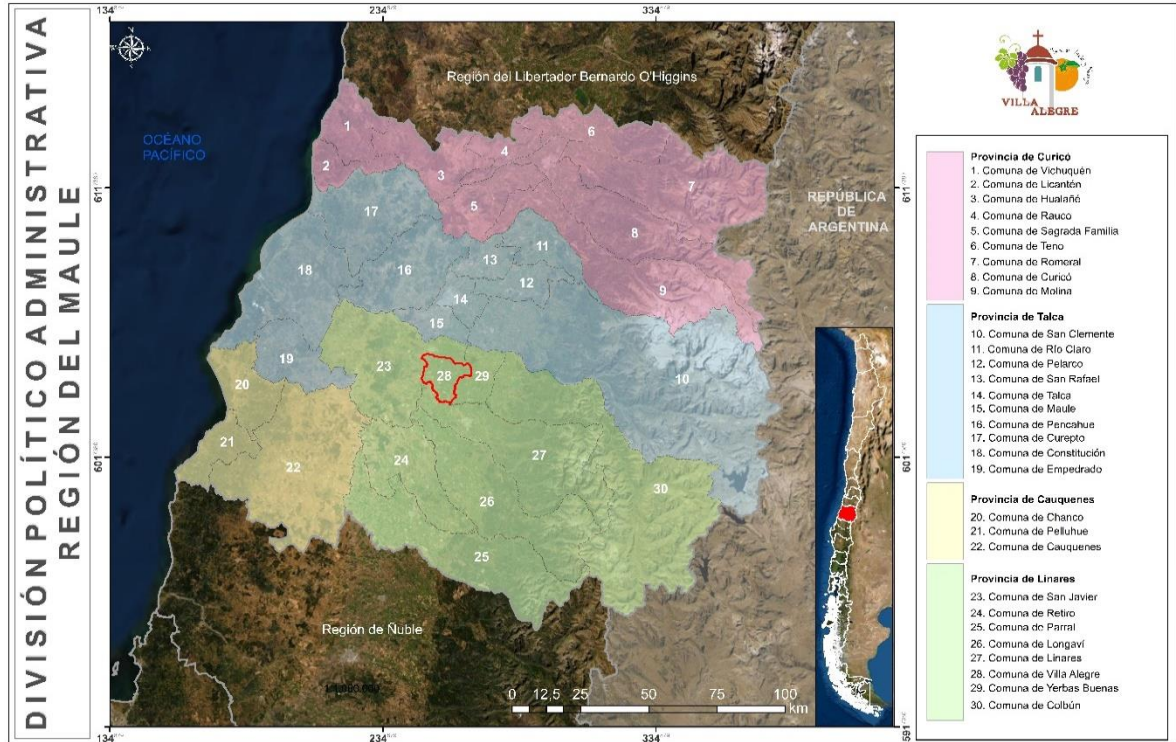 DIVISIÓN POLÍTICO ADMINISTRATIVA
REGIÓN DEL MAULE
134
234
334
Región del Libertador Bernardo O'Higgins
OCÉANO
PACÍFICO
REPÚBLICA
DE
ARGENTINA
611
611
601
601
591
134
234
334
1
2
3
4
5
6
7
8
9
10
11
12
13
14
15
16
17
18
19
20
21
22
23
24
25
26
27
28
29
30
Región de Ñuble
0 12,5 25 50 75 100
km
VILLA
ALEGRE
Provincia de Curicó
1. Comuna de Vichuquén
2. Comuna de Licantén
3. Comuna de Hualañé
4. Comuna de Rauco
5. Comuna de Sagrada Familia
6. Comuna de Teno
7. Comuna de Romeral
8. Comuna de Curicó
9. Comuna de Molina
Provincia de Talca
10. Comuna de San Clemente
11. Comuna de Río Claro
12. Comuna de Pelarco
13. Comuna de San Rafael
14. Comuna de Talca
15. Comuna de Maule
16. Comuna de Pencahue
17. Comuna de Curepto
18. Comuna de Constitución
19. Comuna de Empedrado
Provincia de Cauquenes
20. Comuna de Chanco
21. Comuna de Pelluhue
22. Comuna de Cauquenes
Provincia de Linares
23. Comuna de San Javier
24. Comuna de Retiro
25. Comuna de Parral
26. Comuna de Longaví
27. Comuna de Linares
28. Comuna de Villa Alegre
29. Comuna de Yerbas Buenas
30. Comuna de Colbún